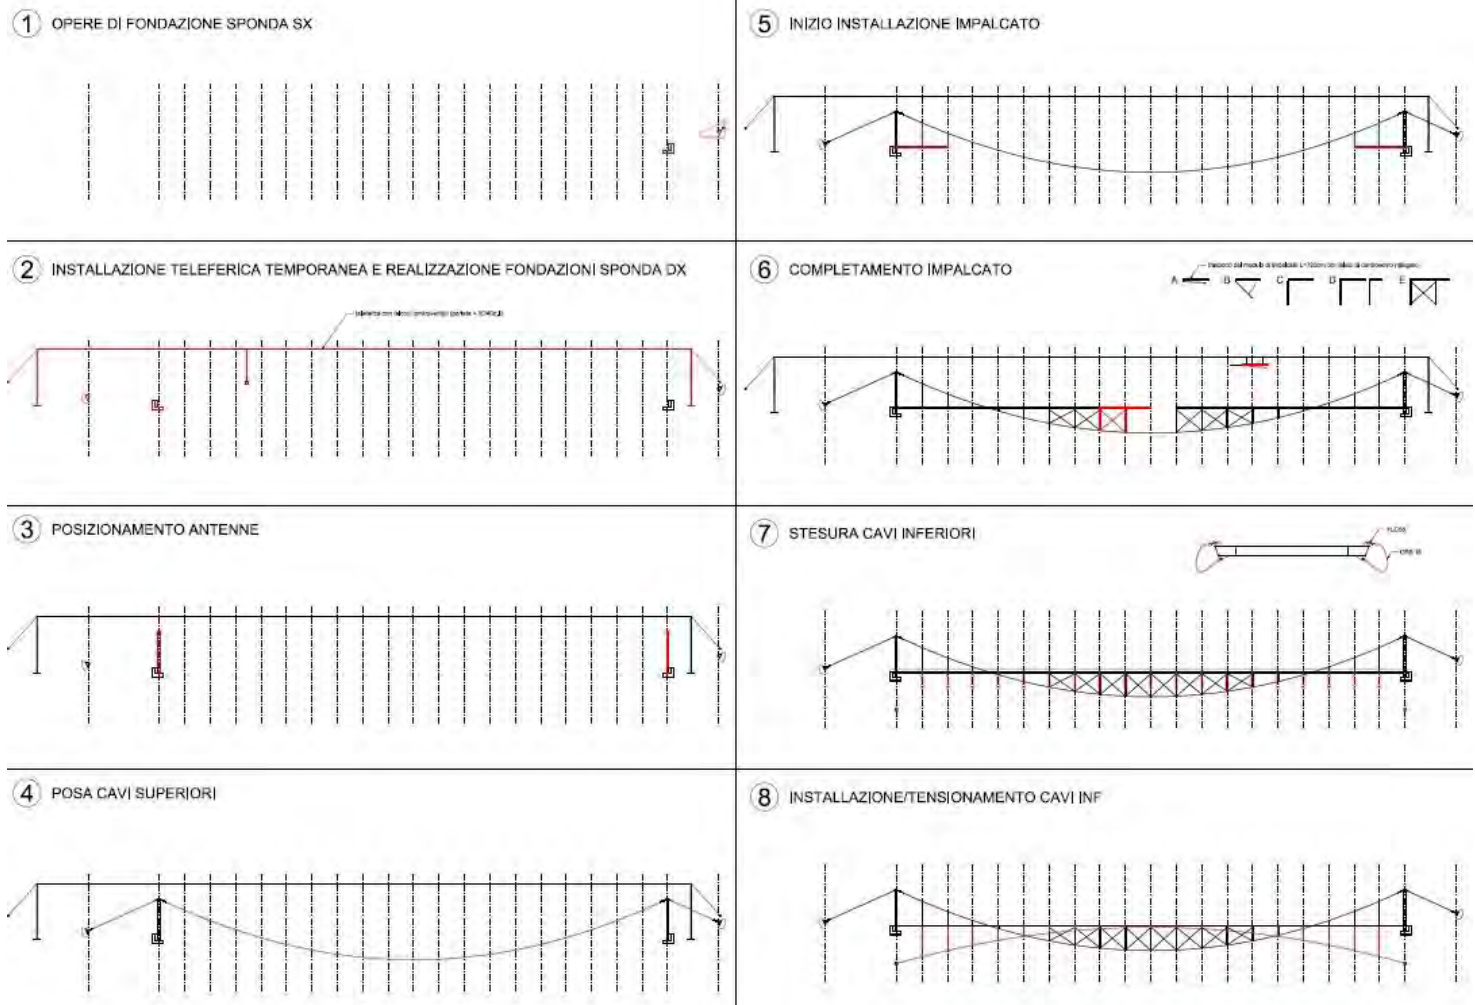 1 OPERE DI FONDAZIONE SPONDA SX
2 INSTALLAZIONE TELEFERICA TEMPORANEA E REALIZZAZIONE FONDAZIONI SPONDA DX
3 POSIZIONAMENTO ANTENNE
4 POSA CAVI SUPERIORI
5 INIZIO INSTALLAZIONE IMPALCATO
6 COMPLETAMENTO IMPALCATO
A B C D E
7 STESURA CAVI INFERIORI
8 INSTALLAZIONE/TENSIONAMENTO CAVI INF